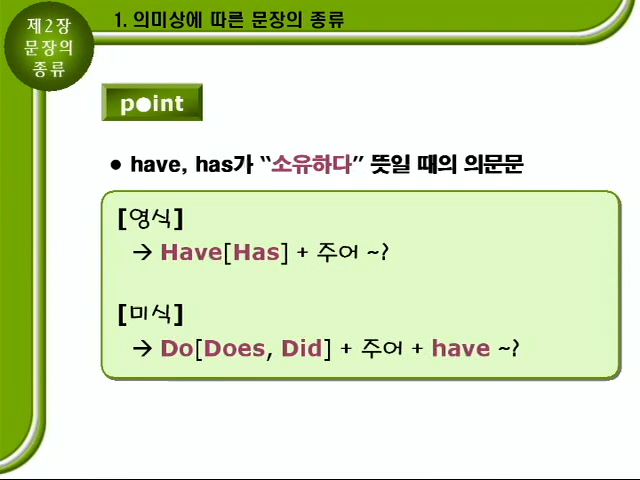 제2장
문장의
종류
1. 의미상에 따른 문장의 종류
point
● have, has가 “소유하다” 뜻일 때의 의문문
[영식]
→ Have[Has] + 주어 ~?
[미식]
→ Do[Does, Did] + 주어 + have ~?